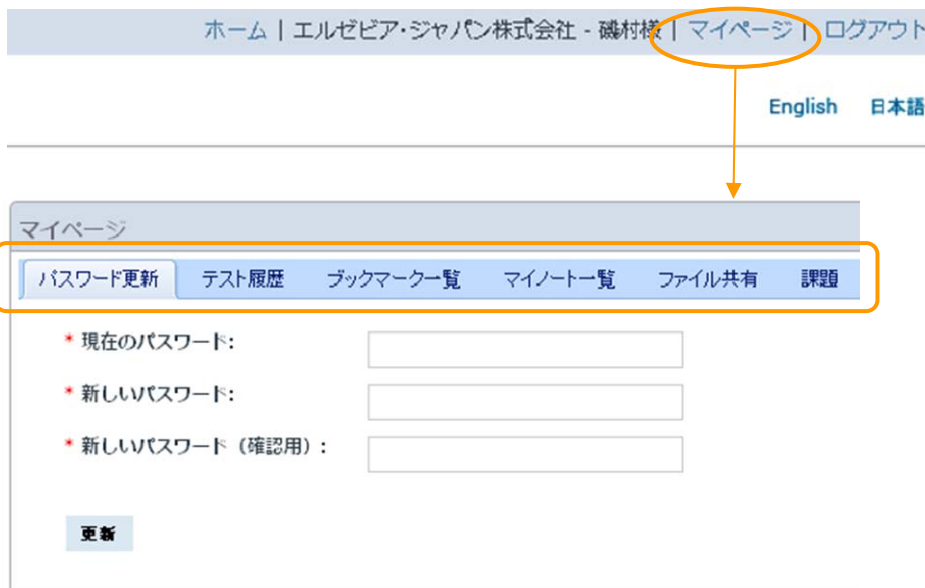 ホーム | エルゼビア・ジャパン株式会社 - 磯村様 | マイページ | ログアウト
English 日本語
マイページ
パスワード更新 テスト履歴 ブックマーク一覧 マイノート一覧 ファイル共有 課題
* 現在のパスワード:
* 新しいパスワード:
* 新しいパスワード（確認用）:
更新